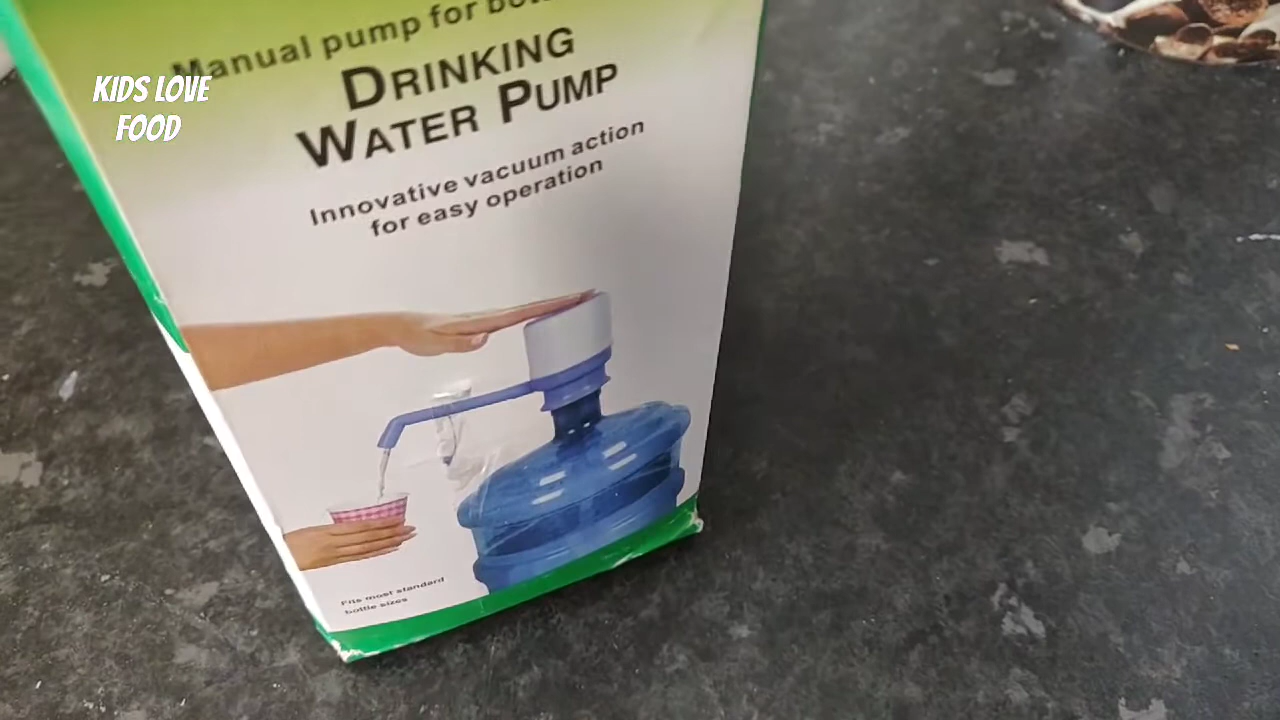 Manual pump for
DRINKING
WATER PUMP
Innovative vacuum action
for easy operation
KIDS LOVE
FOOD
Fits most standard
bottle sizes